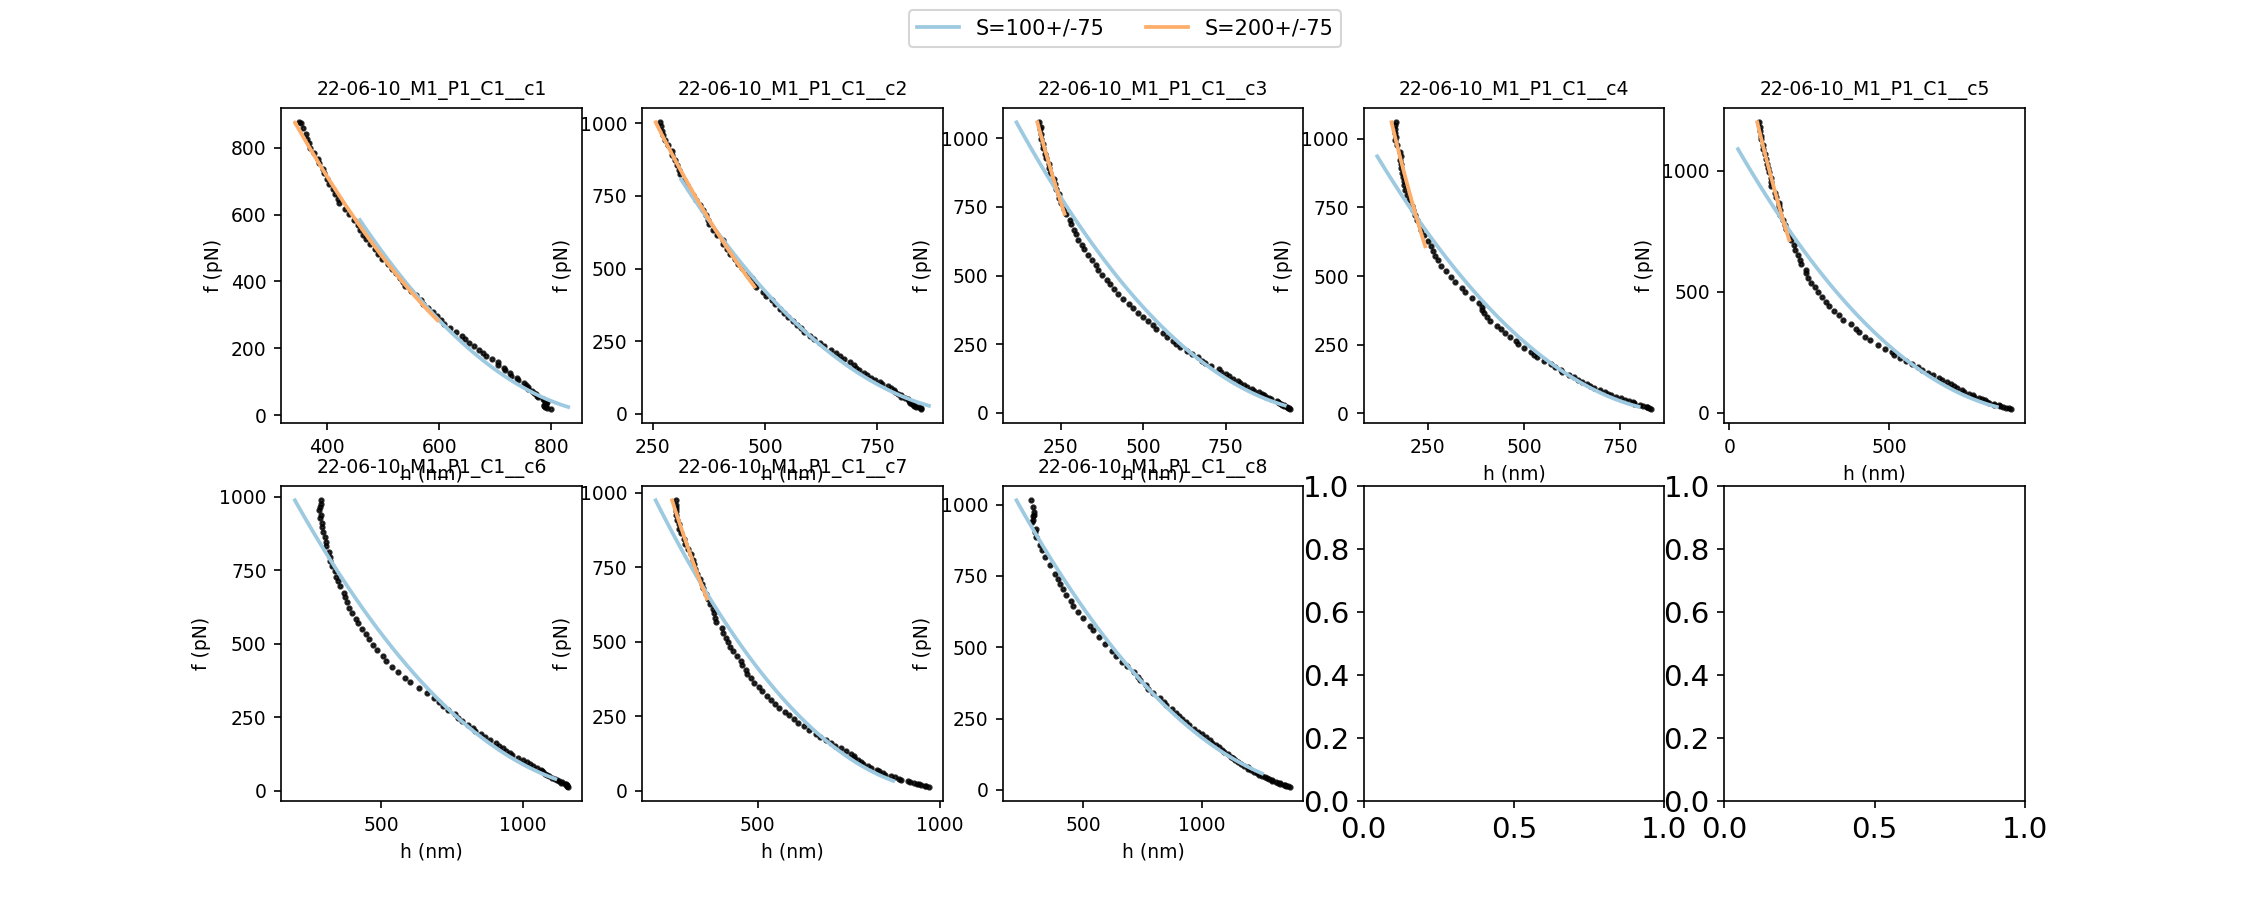 S=100+/-75 S=200+/-75
22-06-10_M1_P1_C1__c1 22-06-10_M1_P1_C1__c2 22-06-10_M1_P1_C1__c3 22-06-10_M1_P1_C1__c4 22-06-10_M1_P1_C1__c5
f (pN) 800 600 400 200 0
400 600 800
h (nm)
f (pN) 1000 750 500 250 0
250 500 750
h (nm)
f (pN) 1000 750 500 250 0
250 500 750
h (nm)
f (pN) 1000 750 500 250 0
250 500 750
h (nm)
f (pN) 1000 500 0
0 500
h (nm)
22-06-10_M1_P1_C1__c6 22-06-10_M1_P1_C1__c7 22-06-10_M1_P1_C1__c8
f (pN) 1000 750 500 250 0
500 1000
h (nm)
f (pN) 1000 750 500 250 0
500 1000
h (nm)
f (pN) 1000 750 500 250 0
500 1000
h (nm)
1.0 0.8 0.6 0.4 0.2 0.0
0.0 0.5 1.0
1.0 0.8 0.6 0.4 0.2 0.0
0.0 0.5 1.0